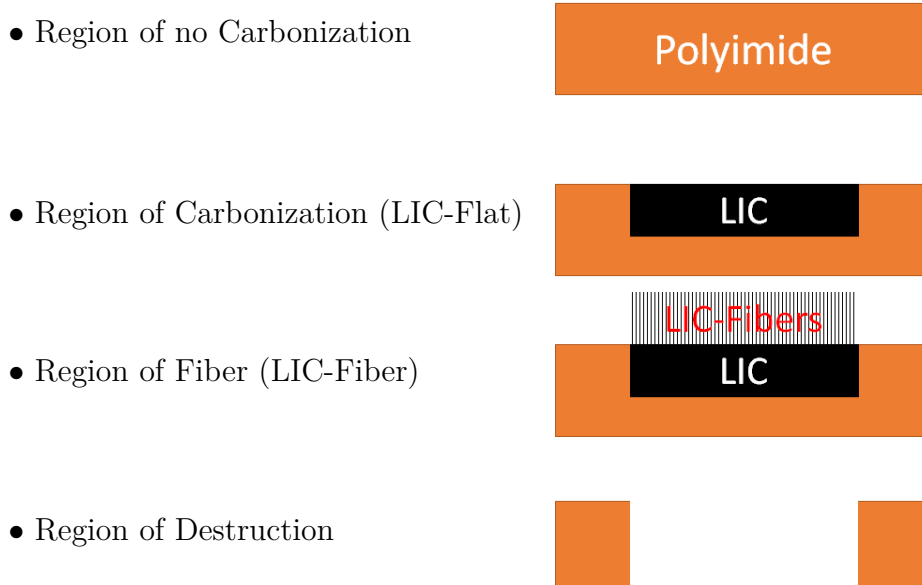 • Region of no Carbonization
Polyimide
• Region of Carbonization (LIC-Flat)
LIC
LIC-Fibers
• Region of Fiber (LIC-Fiber)
LIC
• Region of Destruction